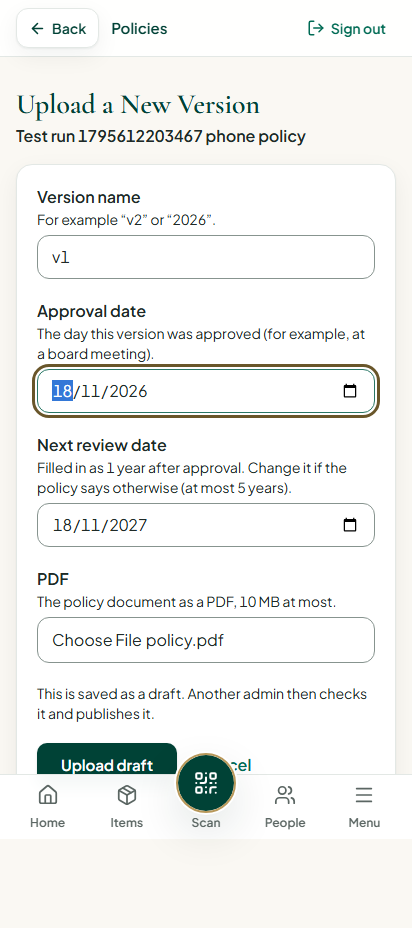 Back Policies Sign out
Upload a New Version
Test run 1795612203467 phone policy
Version name
For example “v2” or “2026”.
v1
Approval date
The day this version was approved (for example, at
a board meeting).
18/11/2026
Next review date
Filled in as 1 year after approval. Change it if the
policy says otherwise (at most 5 years).
18/11/2027
PDF
The policy document as a PDF, 10 MB at most.
Choose File policy.pdf
This is saved as a draft. Another admin then checks
it and publishes it.
Upload draft
Home Items Scan People Menu